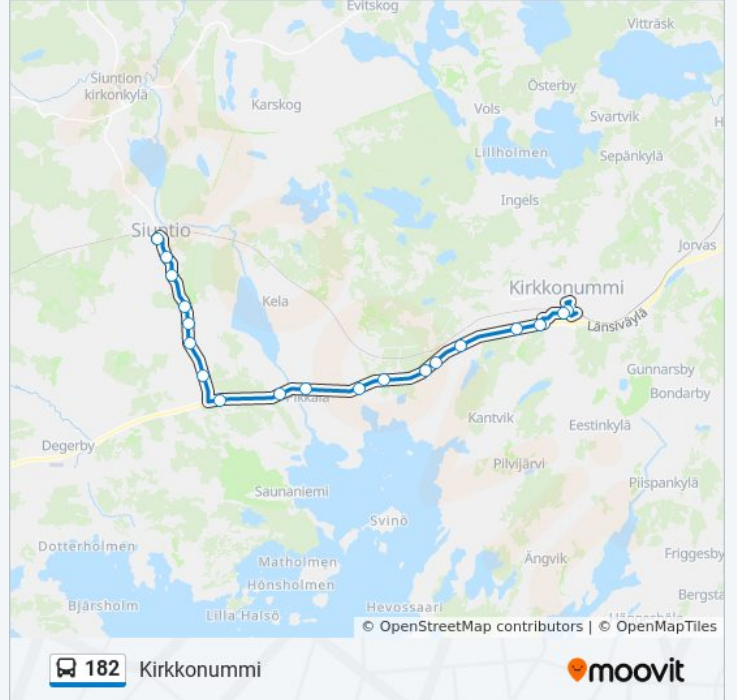 Evitskog
Vitträsk
Siuntion
kirkonkylä
Österby
Karskog
Vols
Svartvik
H
Lillholmen
Sepänkylä
Ingels
Siuntio
Jorvas
Kirkkonummi
Kela
Länsiväylä
Gunnarsby
Pikkala
Bondarby
Kantvik
Eestinkylä
Degerby
Pilvijärvi
Saunaniemi
Piispankylä
Svinö
Dotterholmen
Ängvik
Friggesby
Matholmen
Hönsholmen
Bergsta
Bjärsholm
Hevossaari
Lilla Halsö
© OpenStreetMap contributors | © OpenMapTiles
182 Kirkkonummi
moovit